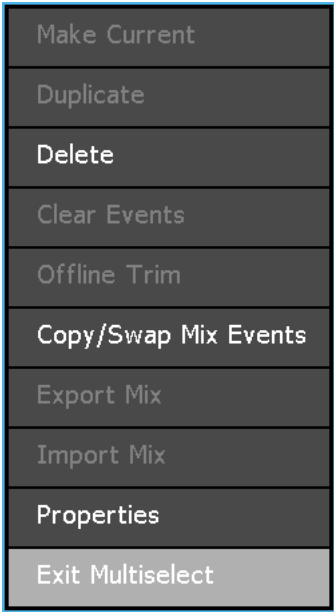 Make Current
Duplicate
Delete
Clear Events
Offline Trim
Copy/Swap Mix Events
Export Mix
Import Mix
Properties
Exit Multiselect